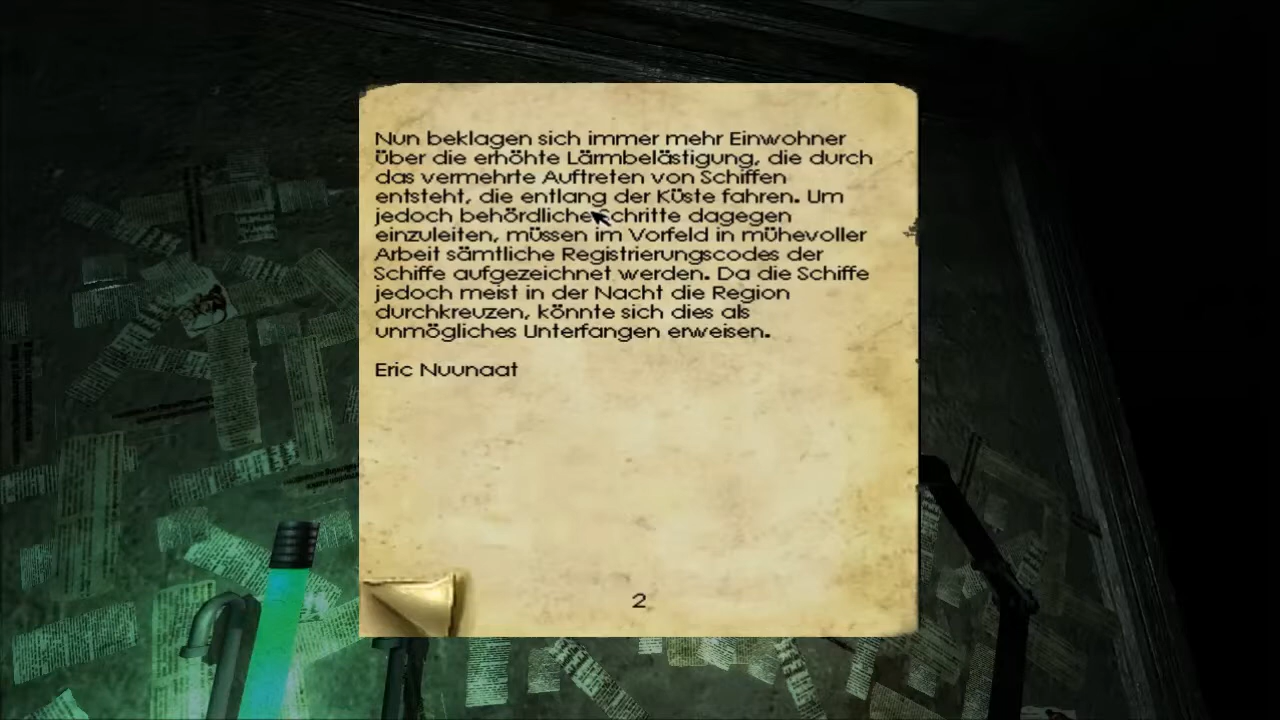 Nun beklagen sich immer mehr Einwohner
über die erhöhte Lärmbelästigung, die durch
das vermehrte Auftreten von Schiffen
entsteht, die entlang der Küste fahren. Um
jedoch behördliche Schritte dagegen
einzuleiten, müssen im Vorfeld in mühevoller
Arbeit sämtliche Registrierungscodes der
Schiffe aufgezeichnet werden. Da die Schiffe
jedoch meist in der Nacht die Region
durchkreuzen, könnte sich dies als
unmögliches Unterfangen erweisen.
Eric Nuunaat
2